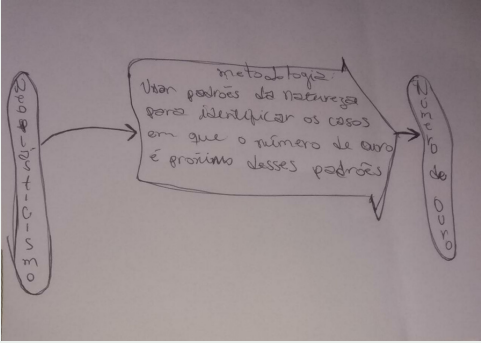 Neoplasticismo
metodologia:
Usar padrões da natureza
para identificar os casos
em que o número de ouro
é próximo desses padrões
Número de Ouro